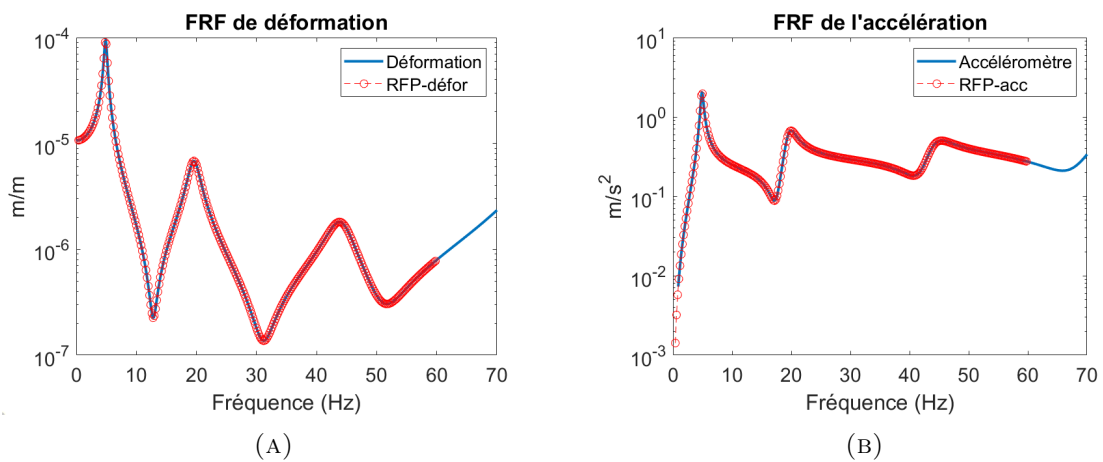 FRF de déformation
10^-4
10^-5
10^-6
10^-7
m/m
0 10 20 30 40 50 60 70
Fréquence (Hz)
Déformation
RFP-défor
(A)
FRF de l'accélération
10^1
10^0
10^-1
10^-2
10^-3
m/s^2
0 10 20 30 40 50 60 70
Fréquence (Hz)
Accéléromètre
RFP-acc
(B)